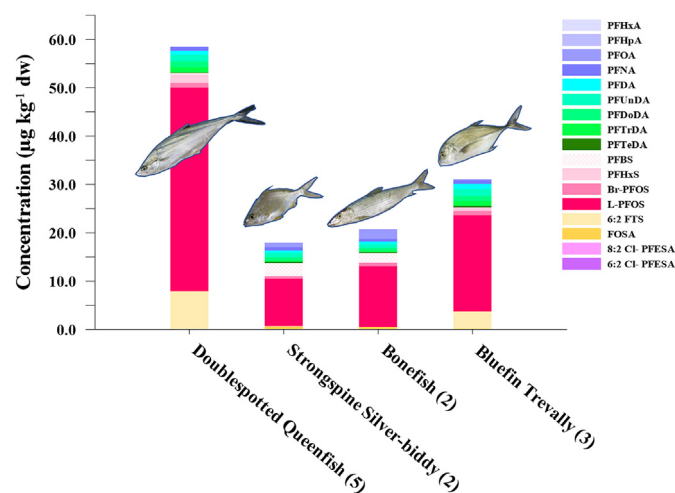 Concentration (µg kg⁻¹ dw)
60.0
50.0
40.0
30.0
20.0
10.0
0.0
Doublespotted Queenfish (5)
Strongspine Silver-biddy (2)
Bonefish (2)
Bluefin Trevally (3)
PFHxA
PFHpA
PFOA
PFNA
PFDA
PFUnDA
PFDoDA
PFTrDA
PFTeDA
PFBS
PFHxS
Br-PFOS
L-PFOS
6:2 FTS
FOSA
8:2 Cl- PFESA
6:2 Cl- PFESA